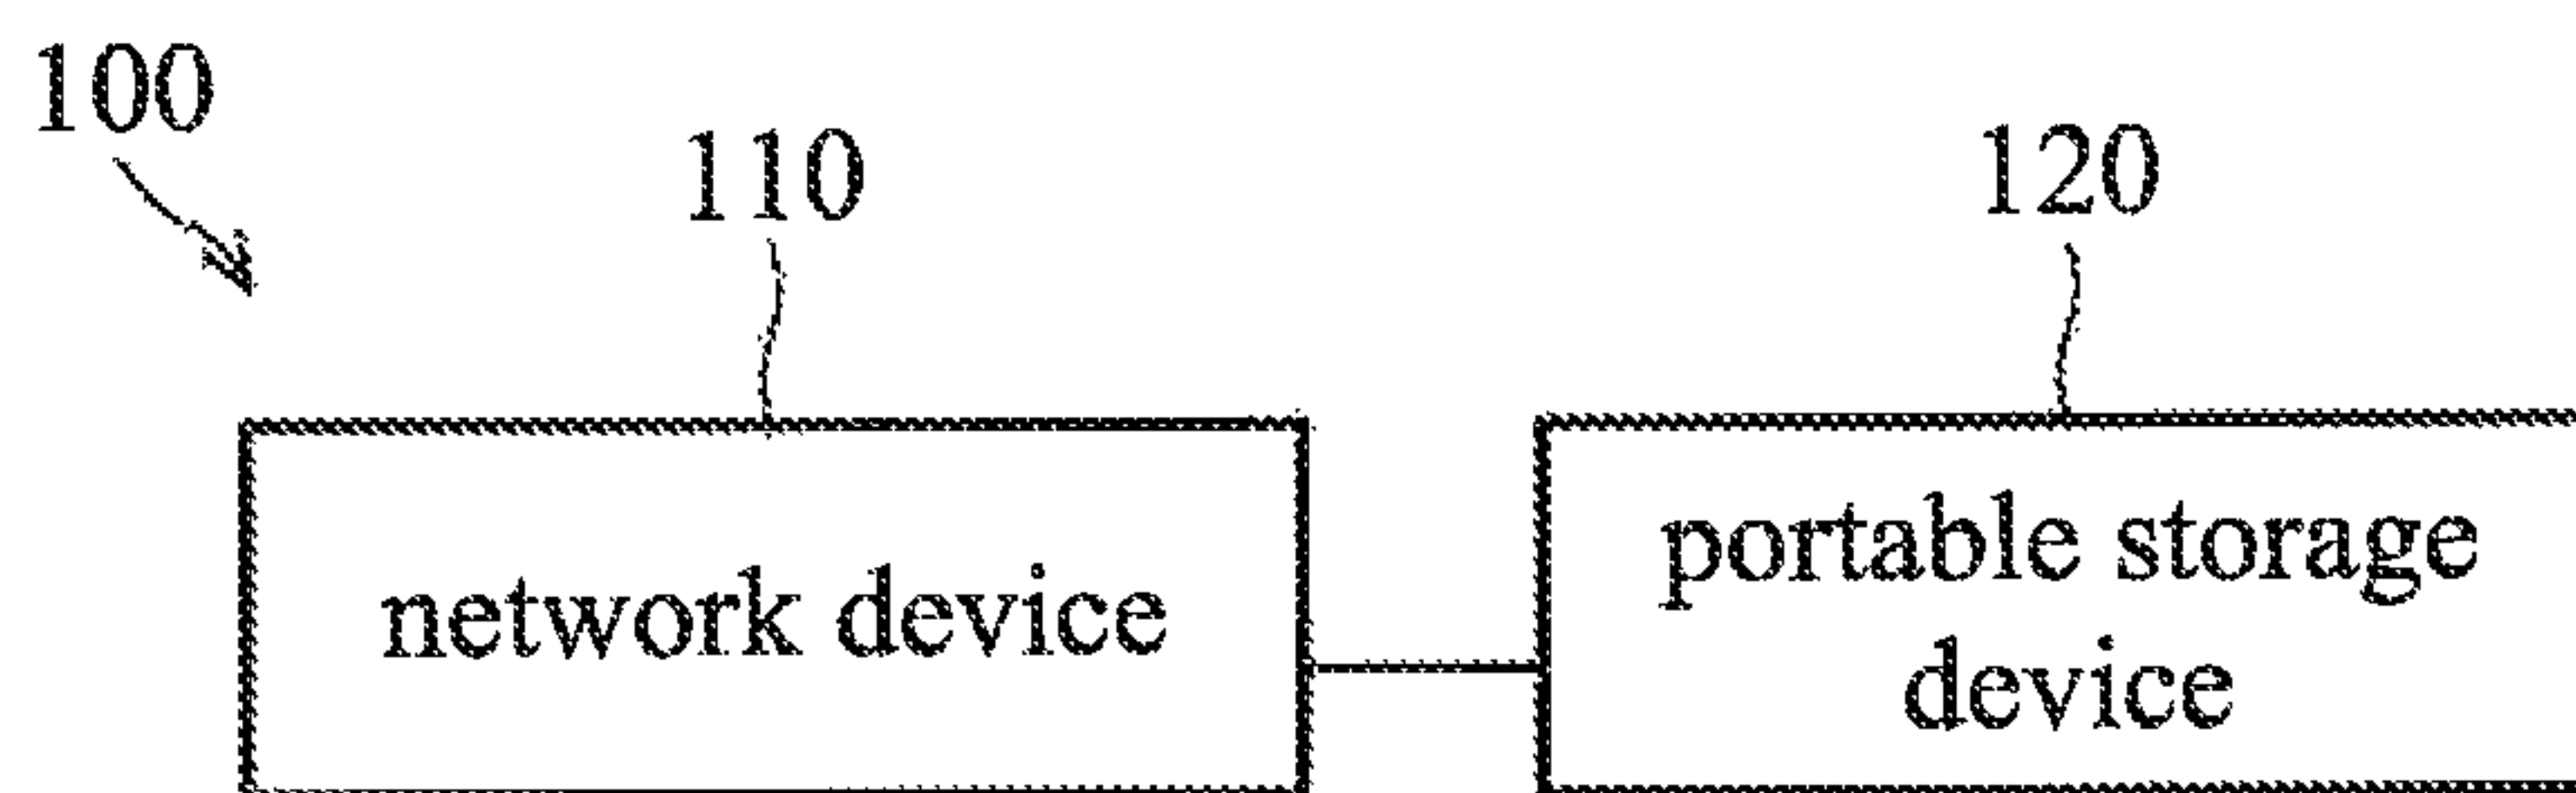 100
110
120
network device
portable storage
device